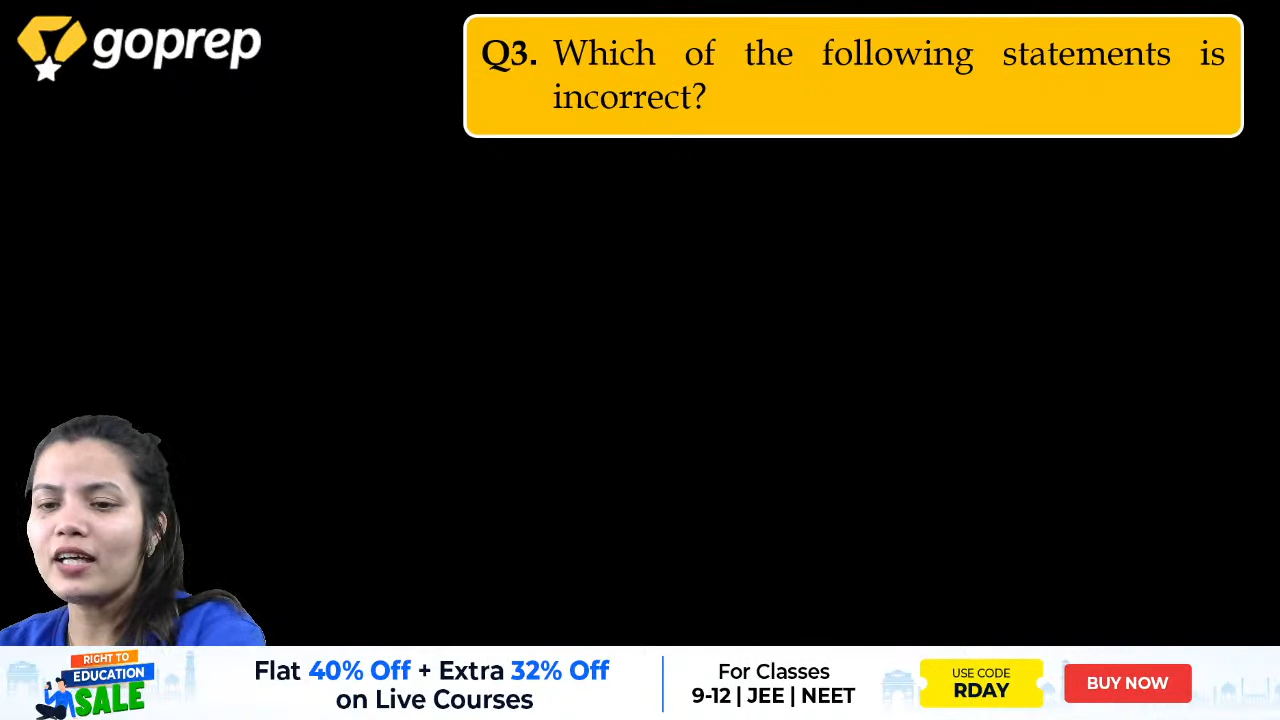 goprep
Q3. Which of the following statements is
incorrect?
RIGHT TO
EDUCATION
SALE
Flat 40% Off + Extra 32% Off
on Live Courses
For Classes
9-12 | JEE | NEET
USE CODE
RDAY
BUY NOW